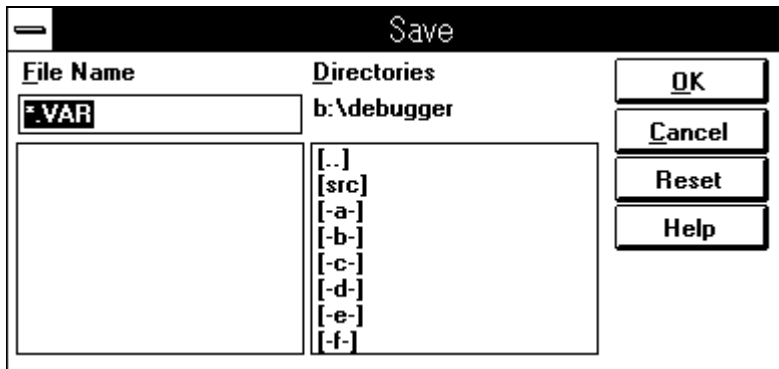 Save
File Name
*.VAR
Directories
b:\debugger
[..]
[src]
[-a-]
[-b-]
[-c-]
[-d-]
[-e-]
[-f-]
OK
Cancel
Reset
Help